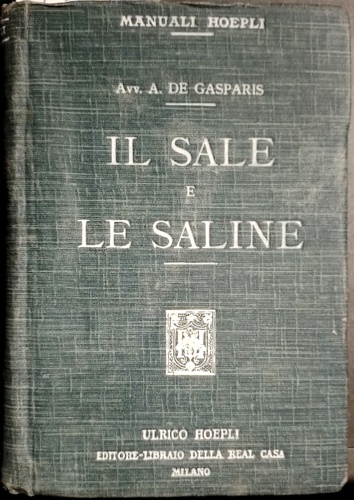 MANUALI HOEPLI
Avv. A. DE GASPARIS
IL SALE
E
LE SALINE
ULRICO HOEPLI
EDITORE-LIBRAIO DELLA REAL CASA
MILANO